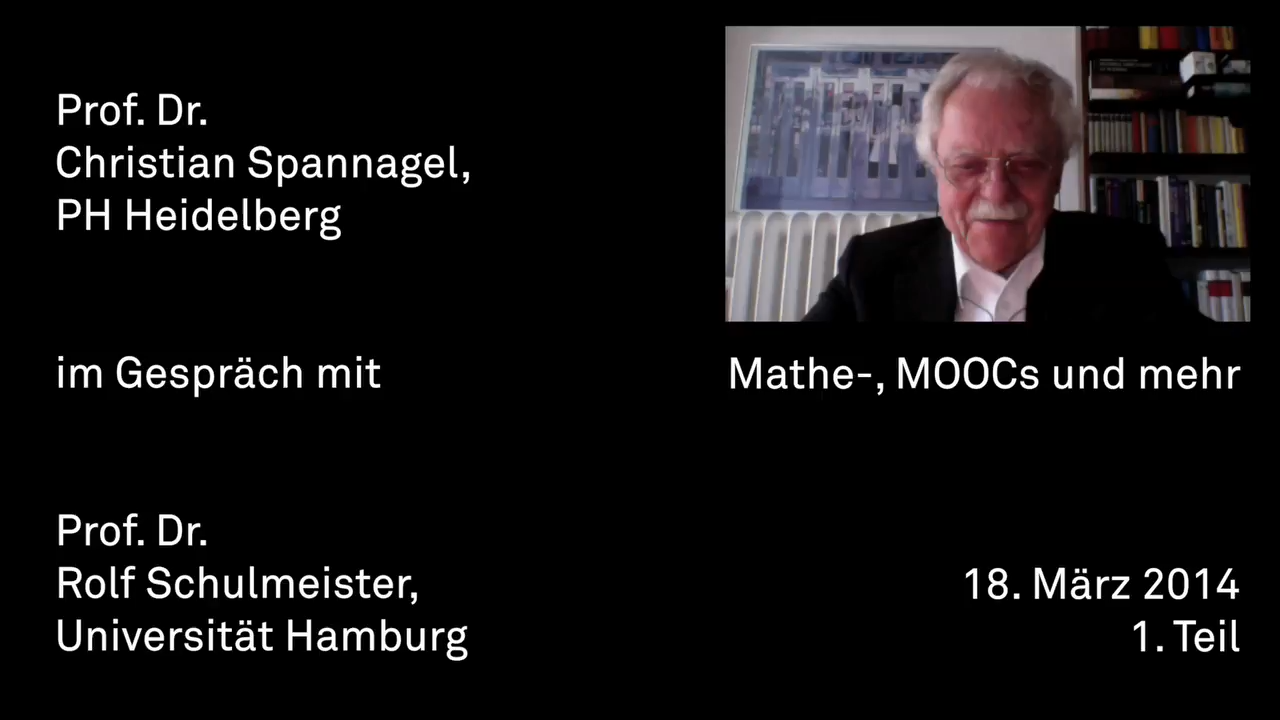 Prof. Dr.
Christian Spannagel,
PH Heidelberg
im Gespräch mit
Mathe-, MOOCs und mehr
Prof. Dr.
Rolf Schulmeister,
Universität Hamburg
18. März 2014
1. Teil